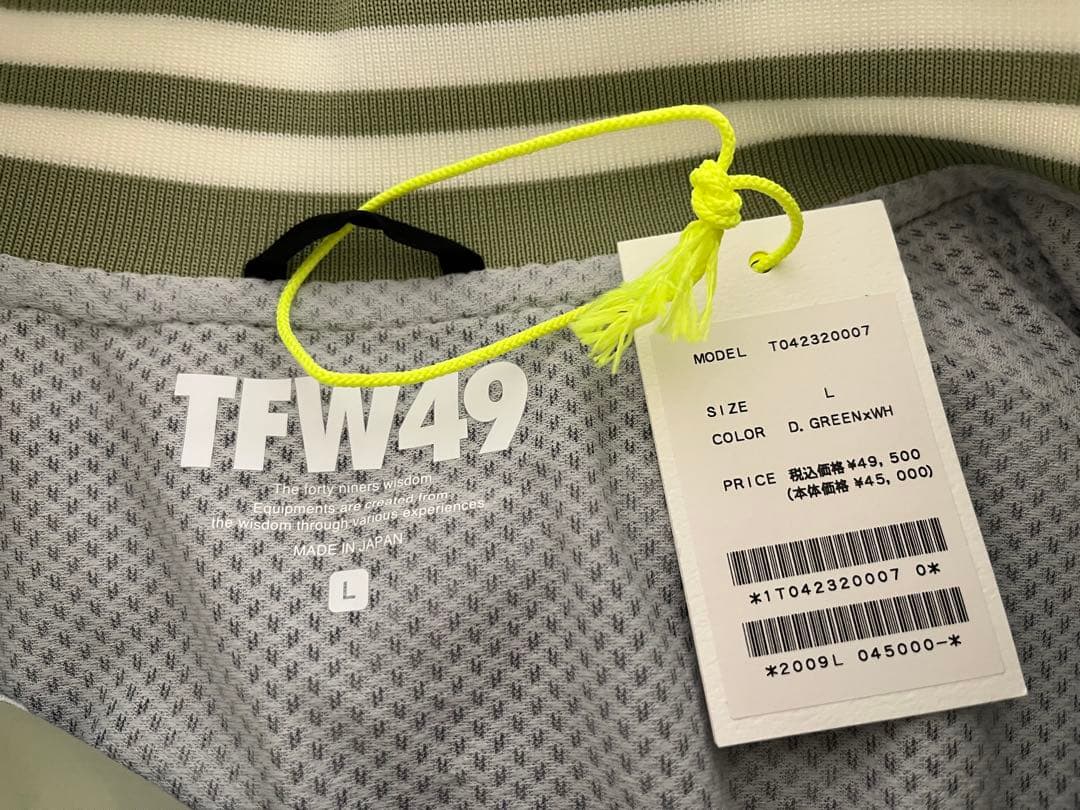 TFW49
The forty niners wisdom
Equipments are created from
the wisdom through various experiences
MADE IN JAPAN
L
MODEL T042320007
SIZE L
COLOR D.GREENxWH
PRICE 税込価格 ¥49,500
(本体価格 ¥45,000)
*1T042320007 0*
*2009L 045000-*